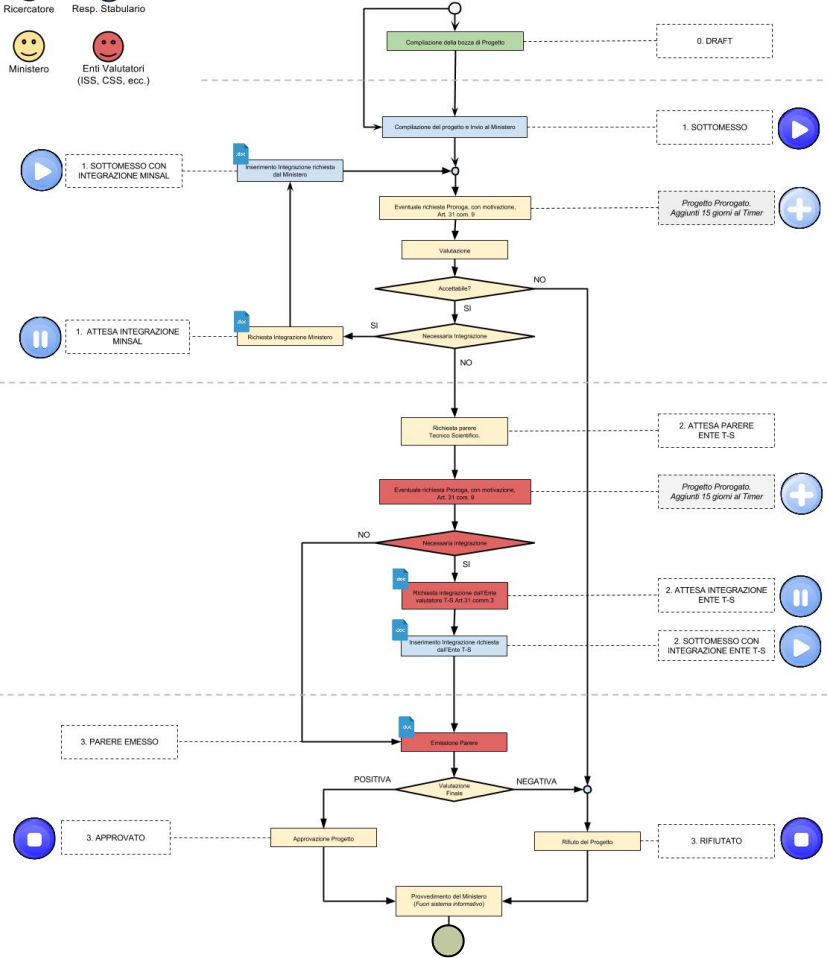 Ricercatore
Resp. Stabulario
Ministero
Enti Valutatori
(ISS, CSS, ecc.)
Compilazione della bozza di Progetto
0. DRAFT
Compilazione del progetto e Invio al Ministero
1. SOTTOMESSO
1. SOTTOMESSO CON
INTEGRAZIONE MINSAL
.doc
Inserimento Integrazione richiesta
dal Ministero
Eventuale richiesta Proroga, con motivazione,
Art. 31 com. 9
Progetto Prorogato.
Aggiunti 15 giorni al Timer
Valutazione
Accettabile?
NO
SI
1. ATTESA INTEGRAZIONE
MINSAL
.doc
Richiesta Integrazione Ministero
SI
Necessaria Integrazione
NO
Richiesta parere
Tecnico Scientifico.
2. ATTESA PARERE
ENTE T-S
Eventuale richiesta Proroga, con motivazione,
Art. 31 com. 9
Progetto Prorogato.
Aggiunti 15 giorni al Timer
NO
Necessaria Integrazione
SI
.doc
Richiesta integrazione dall'Ente
valutatore T-S Art.31 comm 3
2. ATTESA INTEGRAZIONE
ENTE T-S
.doc
Inserimento Integrazione richiesta
dall'Ente T-S
2. SOTTOMESSO CON
INTEGRAZIONE ENTE T-S
3. PARERE EMESSO
.doc
Emissione Parere
POSITIVA
Valutazione
Finale
NEGATIVA
3. APPROVATO
Approvazione Progetto
Rifiuto del Progetto
3. RIFIUTATO
Provvedimento del Ministero
(Fuori sistema informativo)